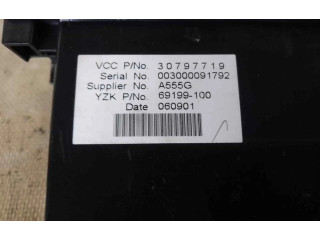 VCC P/No. 30797719
Serial No. 003000091792
Supplier No. A555G
YZK P/No. 69199-100
Date 060901